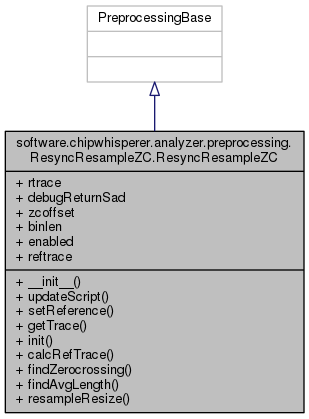 PreprocessingBase
software.chipwhisperer.analyzer.preprocessing.
ResyncResampleZC.ResyncResampleZC
+ rtrace
+ debugReturnSad
+ zcoffset
+ binlen
+ enabled
+ reftrace
+ __init__()
+ updateScript()
+ setReference()
+ getTrace()
+ init()
+ calcRefTrace()
+ findZerocrossing()
+ findAvgLength()
+ resampleResize()